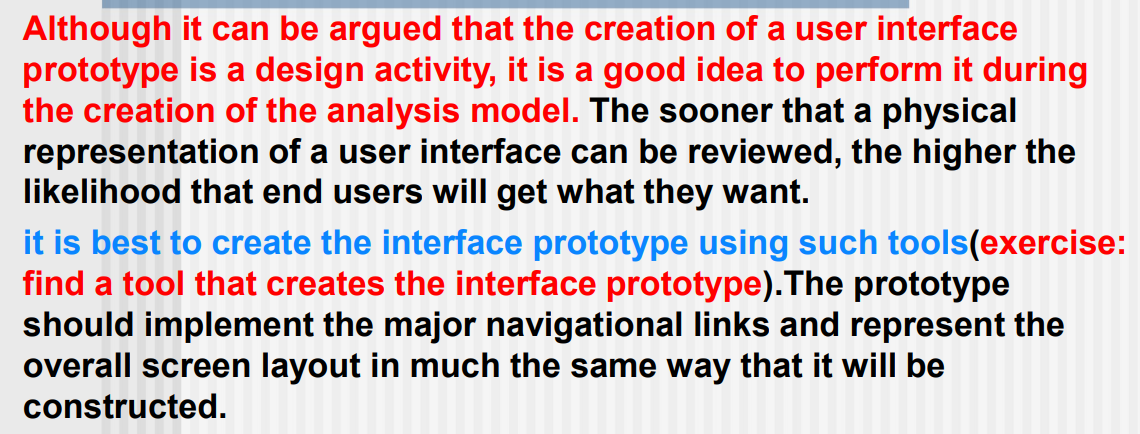 Although it can be argued that the creation of a user interface
prototype is a design activity, it is a good idea to perform it during
the creation of the analysis model. The sooner that a physical
representation of a user interface can be reviewed, the higher the
likelihood that end users will get what they want.
it is best to create the interface prototype using such tools(exercise:
find a tool that creates the interface prototype).The prototype
should implement the major navigational links and represent the
overall screen layout in much the same way that it will be
constructed.